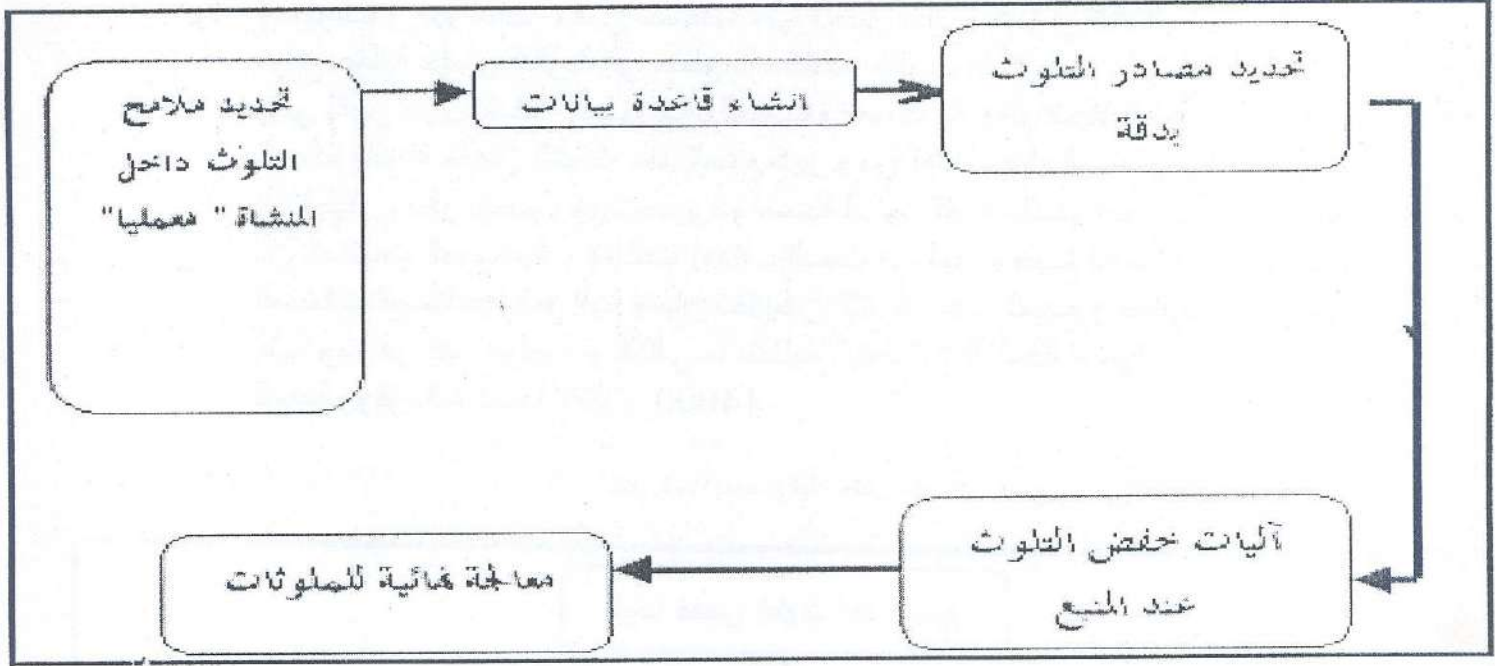 تحديد ملامح
التلوث داخل
المنشاة" معمليا"
انشاء قاعدة بيانات
تحديد مصادر التلوث
بدقة
آليات خفض التلوث
عند المنبع
معالجة نهائية للملوثات